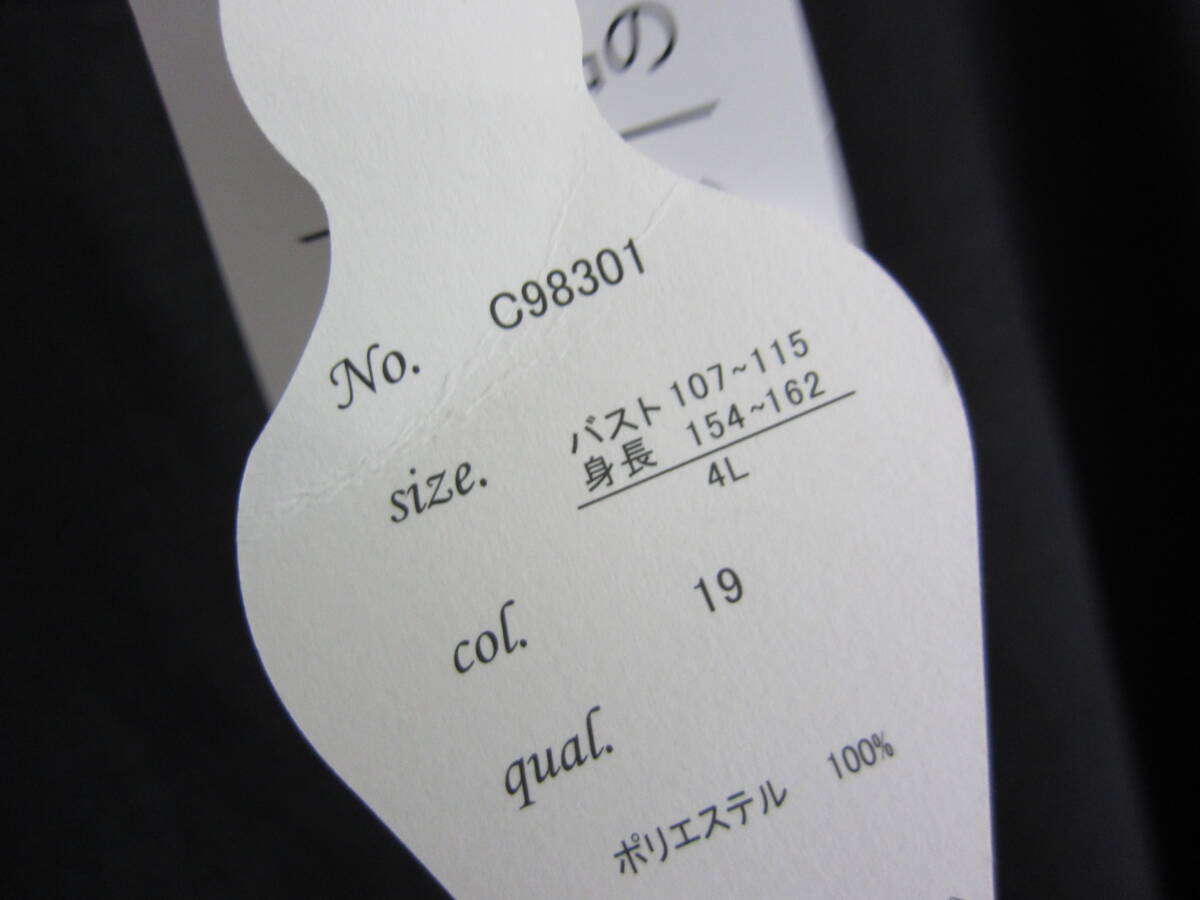 の
No. C98301
size. バスト 107~115
身長 154~162
4L
col. 19
qual.
ポリエステル 100%